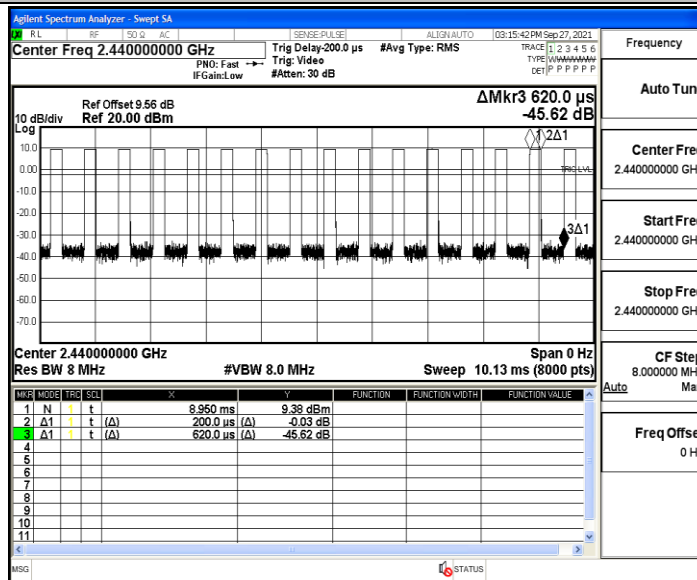 Agilent Spectrum Analyzer - Swept SA
RL RF 50 Ω AC SENSE:PULSE ALIGN AUTO 03:15:42 PM Sep 27, 2021
Center Freq 2.440000000 GHz
PNO: Fast
IFGain:Low
Trig Delay-200.0 µs
Trig: Video
#Atten: 30 dB
#Avg Type: RMS
TRACE 1 2 3 4 5 6
TYPE
DET P P P P P P
Ref Offset 9.56 dB
10 dB/div Ref 20.00 dBm
ΔMkr3 620.0 µs
-45.62 dB
Log
10.0
0.00
-10.0
-20.0
-30.0
-40.0
-50.0
-60.0
-70.0
2Δ1
TRIG LVL
3Δ1
Center 2.440000000 GHz Span 0 Hz
Res BW 8 MHz #VBW 8.0 MHz Sweep 10.13 ms (8000 pts)
MKR MODE TRC SCL X Y FUNCTION FUNCTION WIDTH FUNCTION VALUE
1 N 1 t 8.950 ms 9.38 dBm
2 Δ1 1 t (Δ) 200.0 µs (Δ) -0.03 dB
3 Δ1 1 t (Δ) 620.0 µs (Δ) -45.62 dB
4
5
6
7
8
9
10
11
MSG STATUS
Frequency
Auto Tun
Center Fre
2.440000000 GH
Start Fre
2.440000000 GH
Stop Fre
2.440000000 GH
CF Ste
8.000000 MH
Auto Ma
Freq Offse
0 H